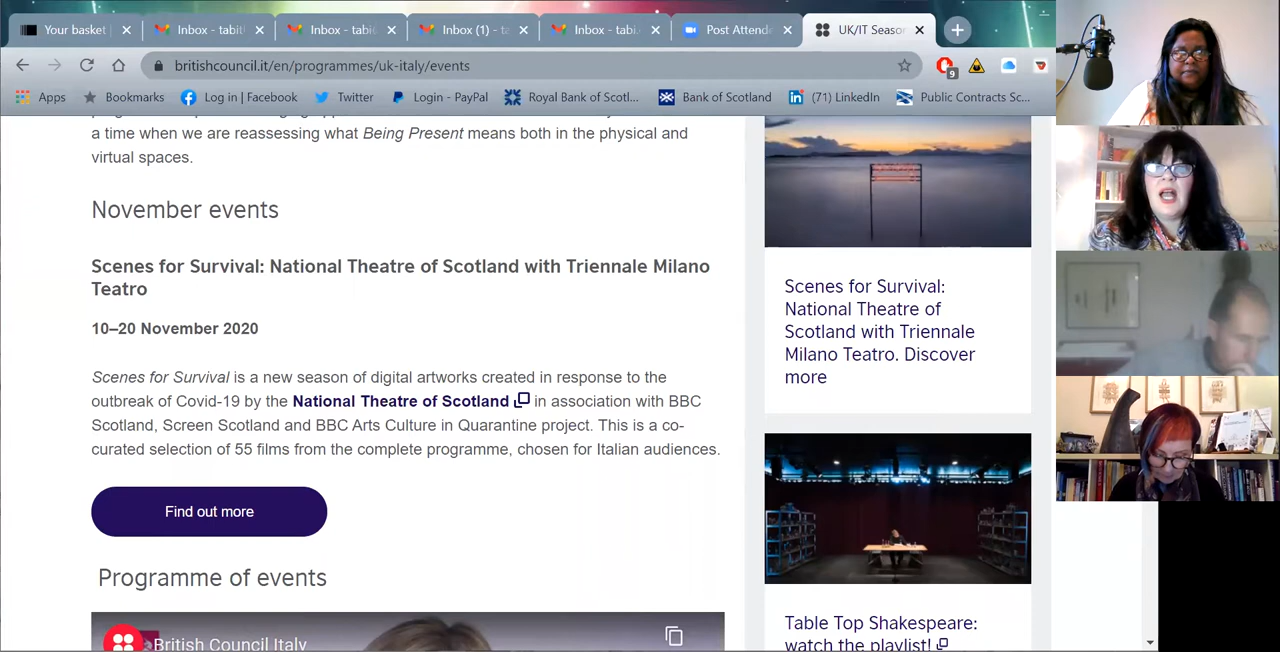 Your basket
Inbox - tabit
Inbox - tabi
Inbox (1) - ta
Inbox - tabi
Post Attend
UK/IT Seaso
britishcouncil.it/en/programmes/uk-italy/events
9
Apps
Bookmarks
Log in | Facebook
Twitter
Login - PayPal
Royal Bank of Scotl...
Bank of Scotland
(71) LinkedIn
Public Contracts Sc...
a time when we are reassessing what Being Present means both in the physical and
virtual spaces.
November events
Scenes for Survival: National Theatre of Scotland with Triennale Milano
Teatro
10–20 November 2020
Scenes for Survival is a new season of digital artworks created in response to the
outbreak of Covid-19 by the National Theatre of Scotland in association with BBC
Scotland, Screen Scotland and BBC Arts Culture in Quarantine project. This is a co-
curated selection of 55 films from the complete programme, chosen for Italian audiences.
Find out more
Programme of events
British Council Italy
Scenes for Survival:
National Theatre of
Scotland with Triennale
Milano Teatro. Discover
more
Table Top Shakespeare:
watch the playlist!